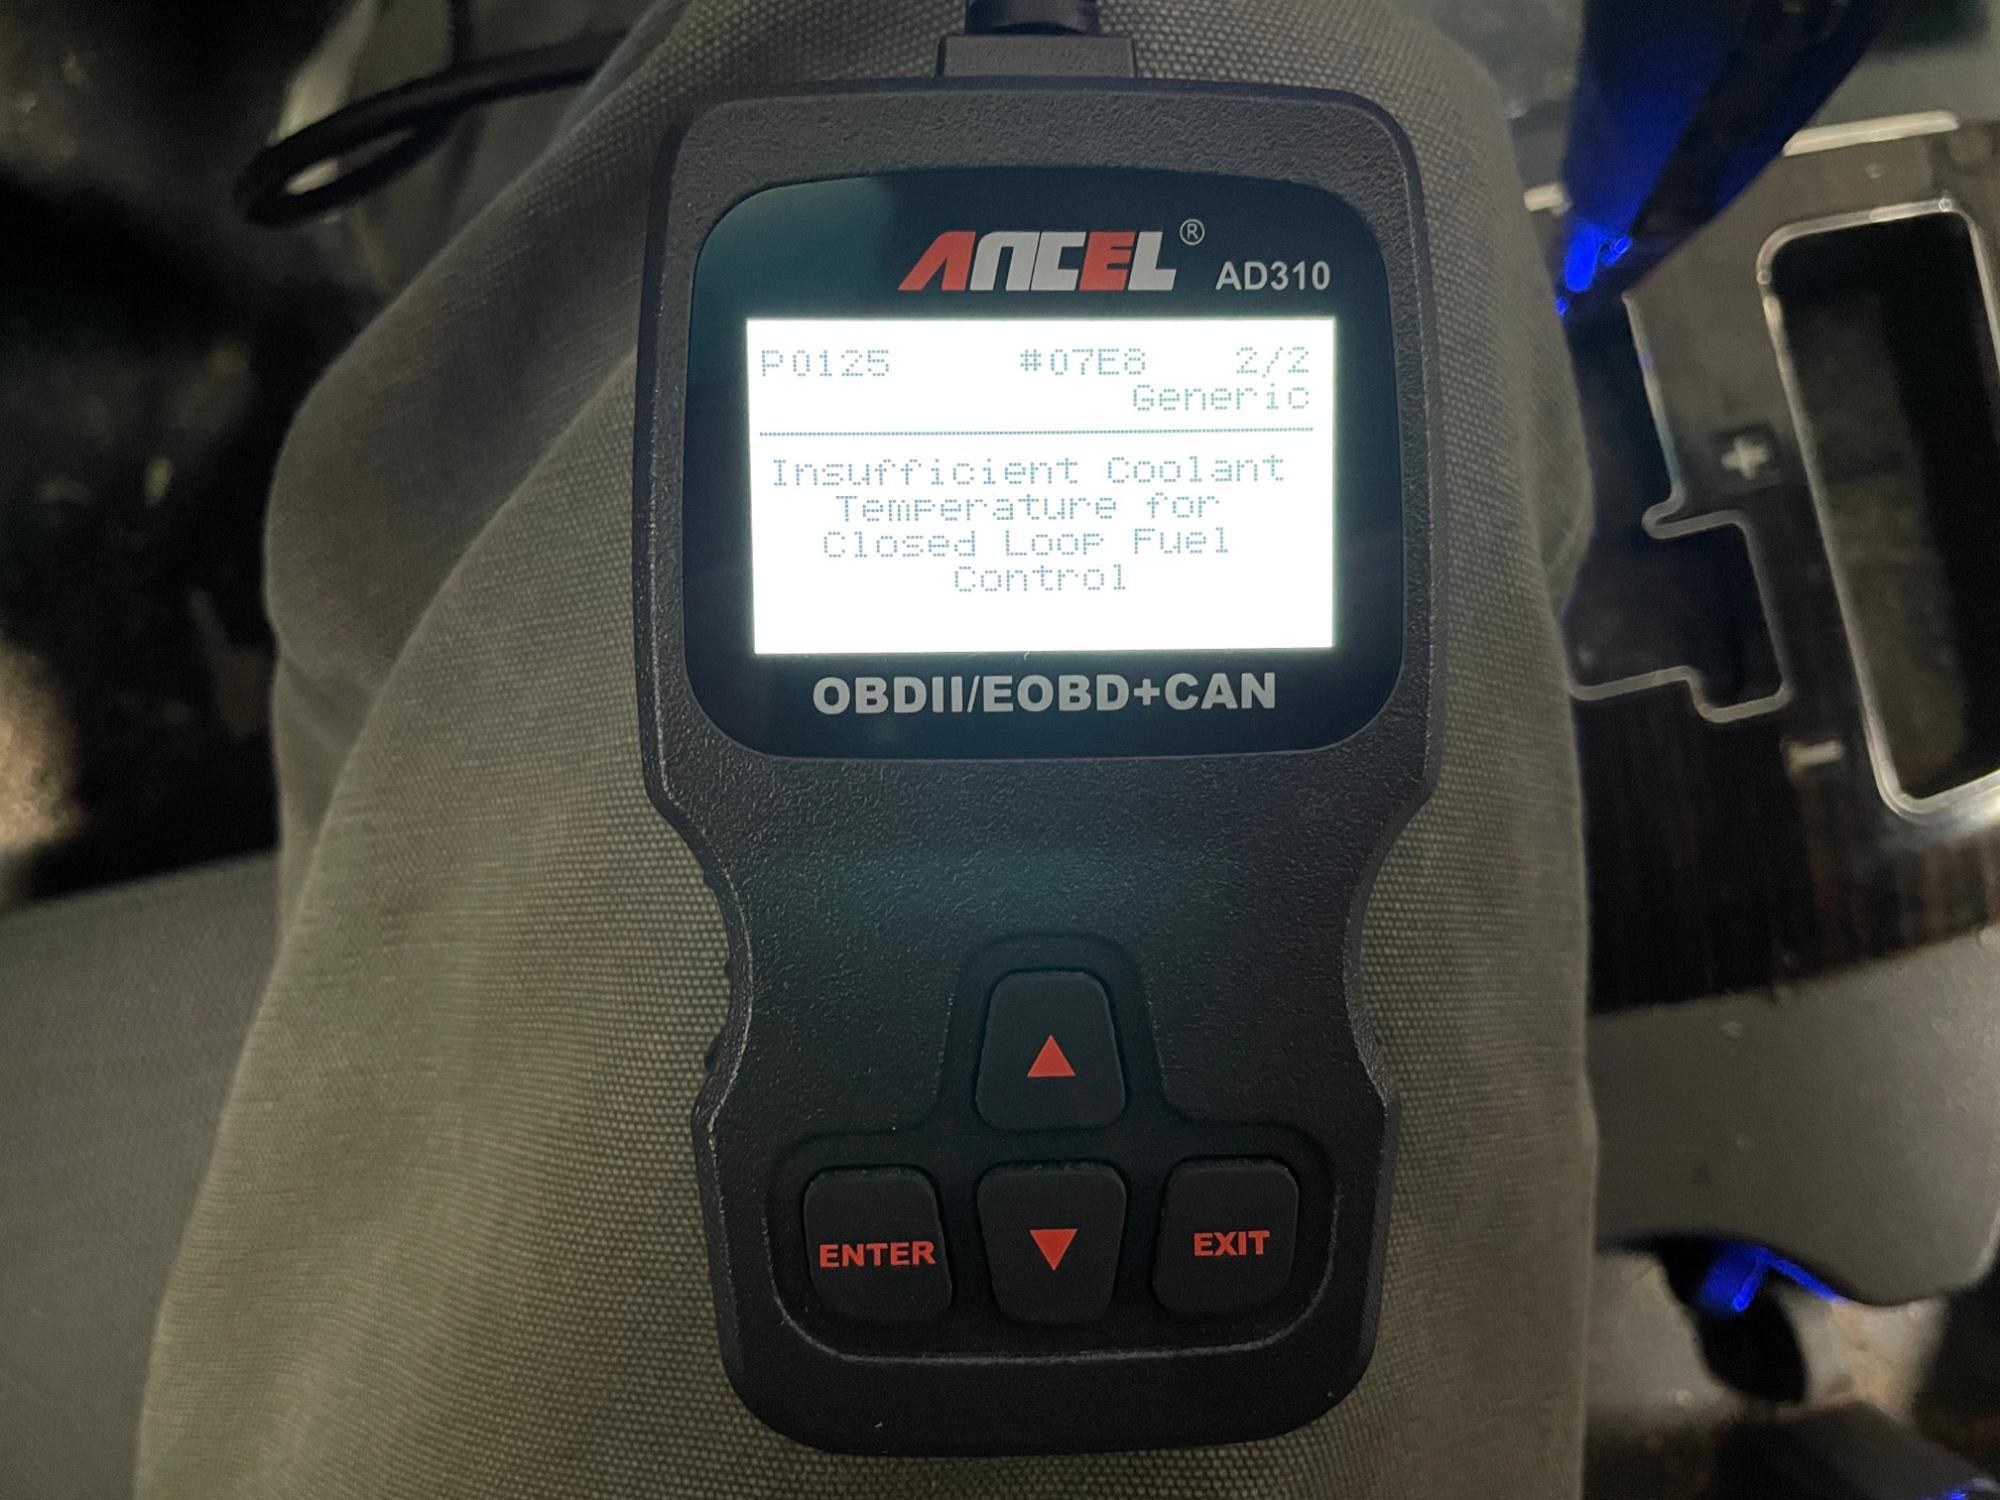 ANCEL® AD310
P0125 #07E8 2/2
Generic
Insufficient Coolant
Temperature for
Closed Loop Fuel
Control
OBDII/EOBD+CAN
ENTER
EXIT